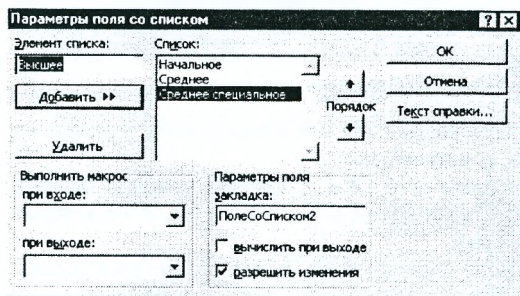 Параметры поля со списком
Элемент списка:
Список:
Высшее
Начальное
Среднее
Среднее специальное
Добавить
Удалить
Порядок
OK
Отмена
Текст справки...
Выполнить макрос
при входе:
при выходе:
Параметры поля
закладка:
ПолеСоСписком2
вычислить при выходе
разрешить изменения